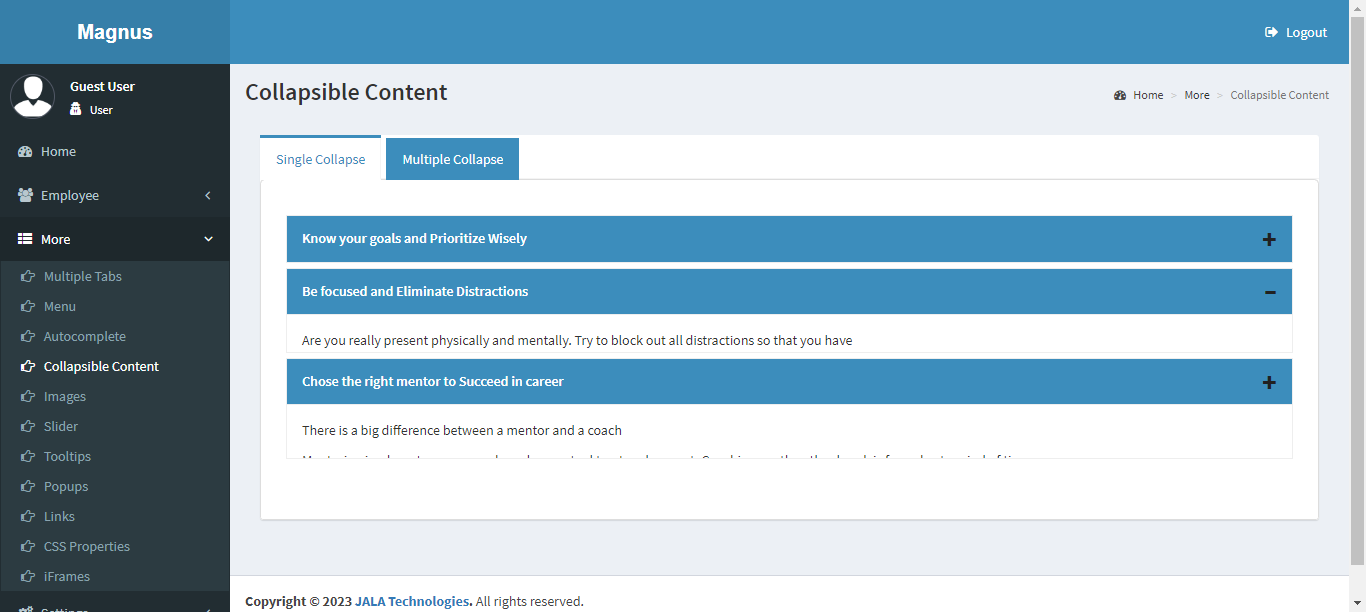 Magnus
Logout
Guest User
User
Home
Employee
More
Multiple Tabs
Menu
Autocomplete
Collapsible Content
Images
Slider
Tooltips
Popups
Links
CSS Properties
iFrames
Settings
Collapsible Content
Home > More > Collapsible Content
Single Collapse
Multiple Collapse
Know your goals and Prioritize Wisely
Be focused and Eliminate Distractions
Are you really present physically and mentally. Try to block out all distractions so that you have
Chose the right mentor to Succeed in career
There is a big difference between a mentor and a coach
Copyright © 2023 JALA Technologies. All rights reserved.